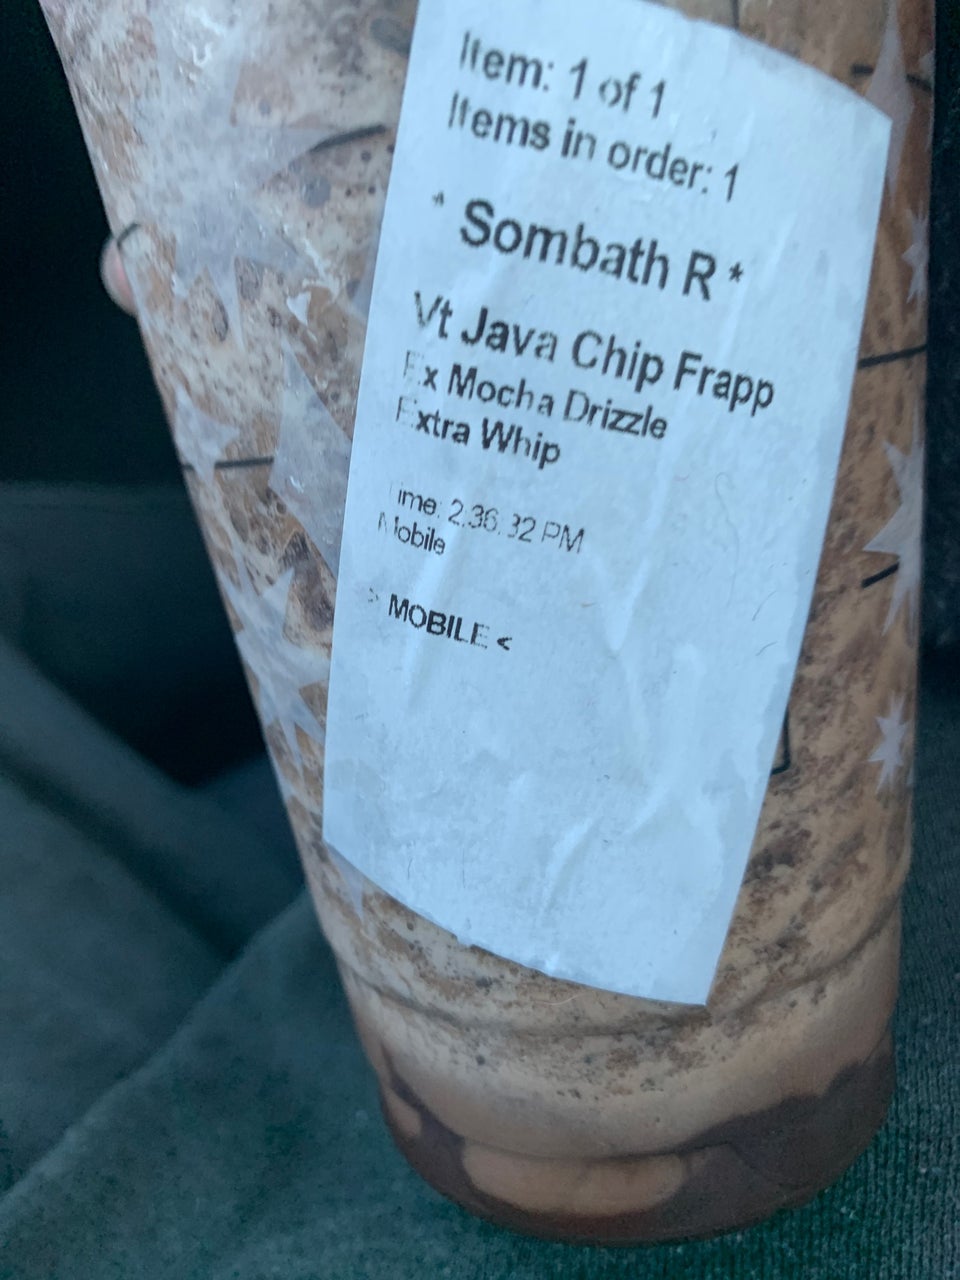 Item: 1 of 1
Items in order: 1
* Sombath R *
Vt Java Chip Frapp
Ex Mocha Drizzle
Extra Whip
Time: 2:36:32 PM
Mobile
> MOBILE <